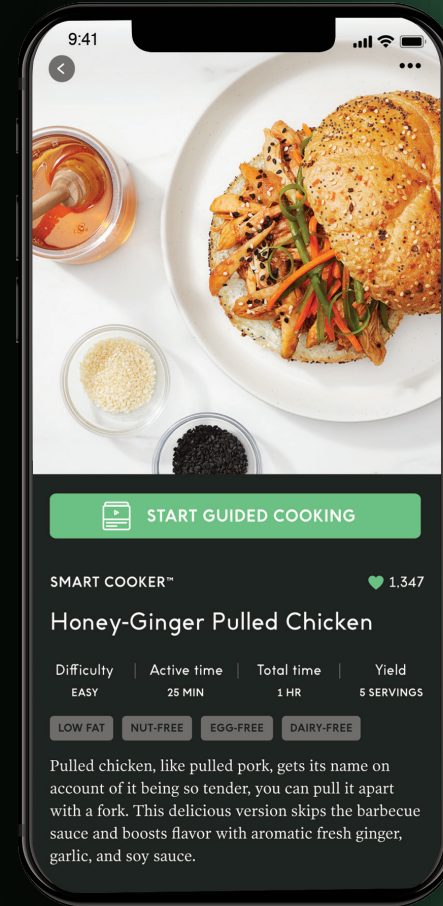 9:41
START GUIDED COOKING
SMART COOKER™
1,347
Honey-Ginger Pulled Chicken
Difficulty | Active time | Total time | Yield
EASY 25 MIN 1 HR 5 SERVINGS
LOW FAT NUT-FREE EGG-FREE DAIRY-FREE
Pulled chicken, like pulled pork, gets its name on
account of it being so tender, you can pull it apart
with a fork. This delicious version skips the barbecue
sauce and boosts flavor with aromatic fresh ginger,
garlic, and soy sauce.